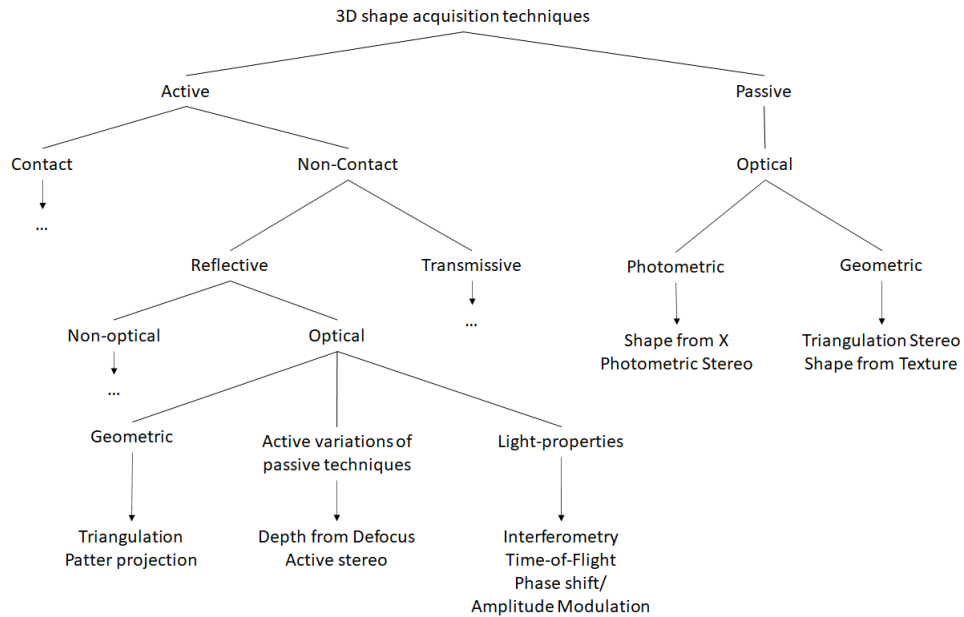 3D shape acquisition techniques
Active
Passive
Contact
Non-Contact
Optical
...
Reflective
Transmissive
Photometric
Geometric
...
Non-optical
Optical
Shape from X
Photometric Stereo
Triangulation Stereo
Shape from Texture
...
Geometric
Active variations of
passive techniques
Light-properties
Triangulation
Patter projection
Depth from Defocus
Active stereo
Interferometry
Time-of-Flight
Phase shift/
Amplitude Modulation